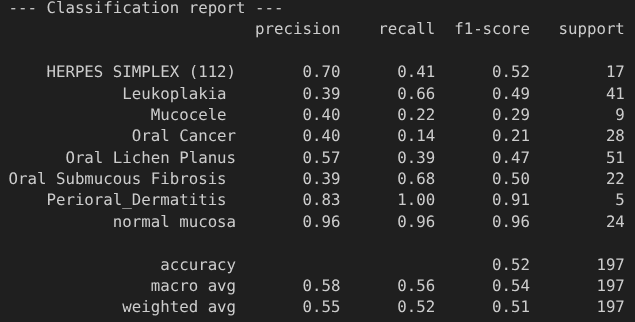 --- Classification report ---
precision recall f1-score support
HERPES SIMPLEX (112) 0.70 0.41 0.52 17
Leukoplakia 0.39 0.66 0.49 41
Mucocele 0.40 0.22 0.29 9
Oral Cancer 0.40 0.14 0.21 28
Oral Lichen Planus 0.57 0.39 0.47 51
Oral Submucous Fibrosis 0.39 0.68 0.50 22
Perioral_Dermatitis 0.83 1.00 0.91 5
normal mucosa 0.96 0.96 0.96 24
accuracy 0.52 197
macro avg 0.58 0.56 0.54 197
weighted avg 0.55 0.52 0.51 197